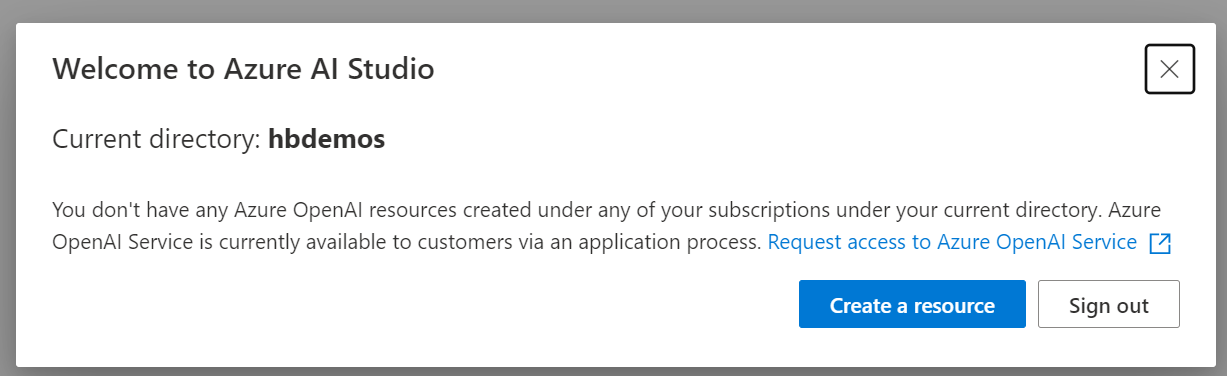 Welcome to Azure AI Studio
Current directory: hbdemos
You don't have any Azure OpenAI resources created under any of your subscriptions under your current directory. Azure
OpenAI Service is currently available to customers via an application process. Request access to Azure OpenAI Service
Create a resource
Sign out